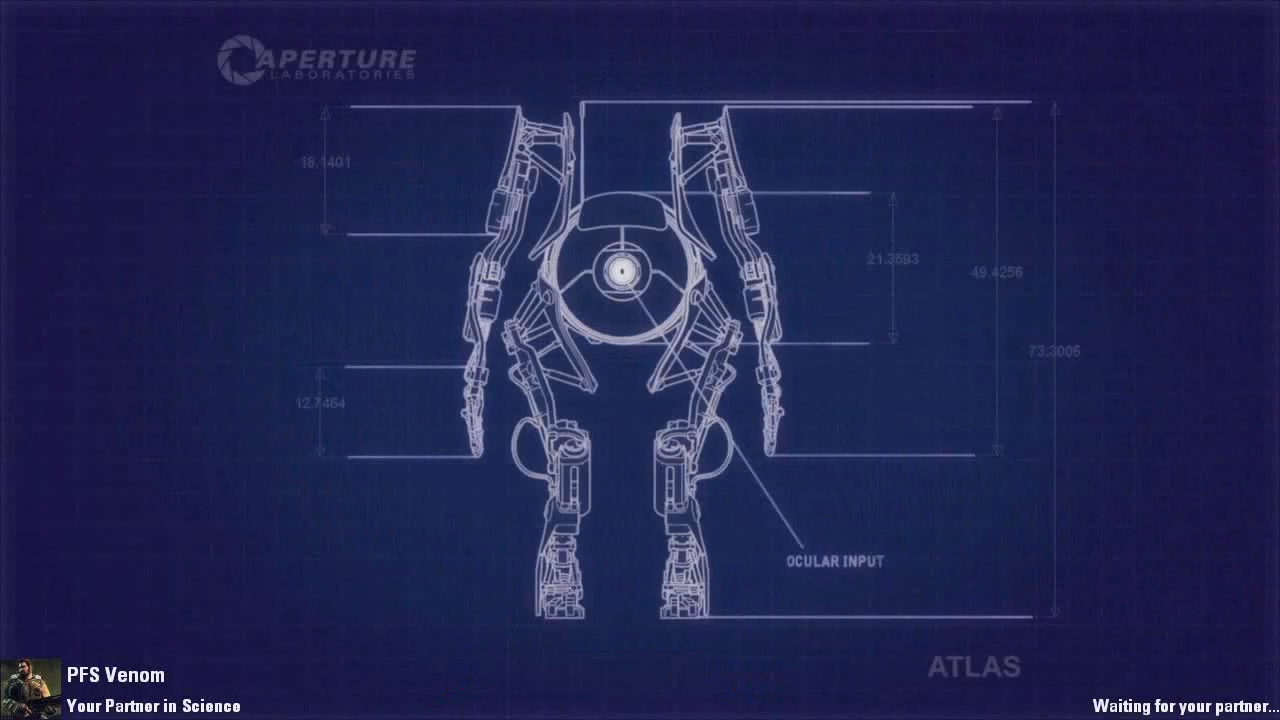 APERTURE
LABORATORIES
18.1401
21.3593
49.4256
73.3006
12.7464
OCULAR INPUT
ATLAS
PFS Venom
Your Partner in Science
Waiting for your partner...